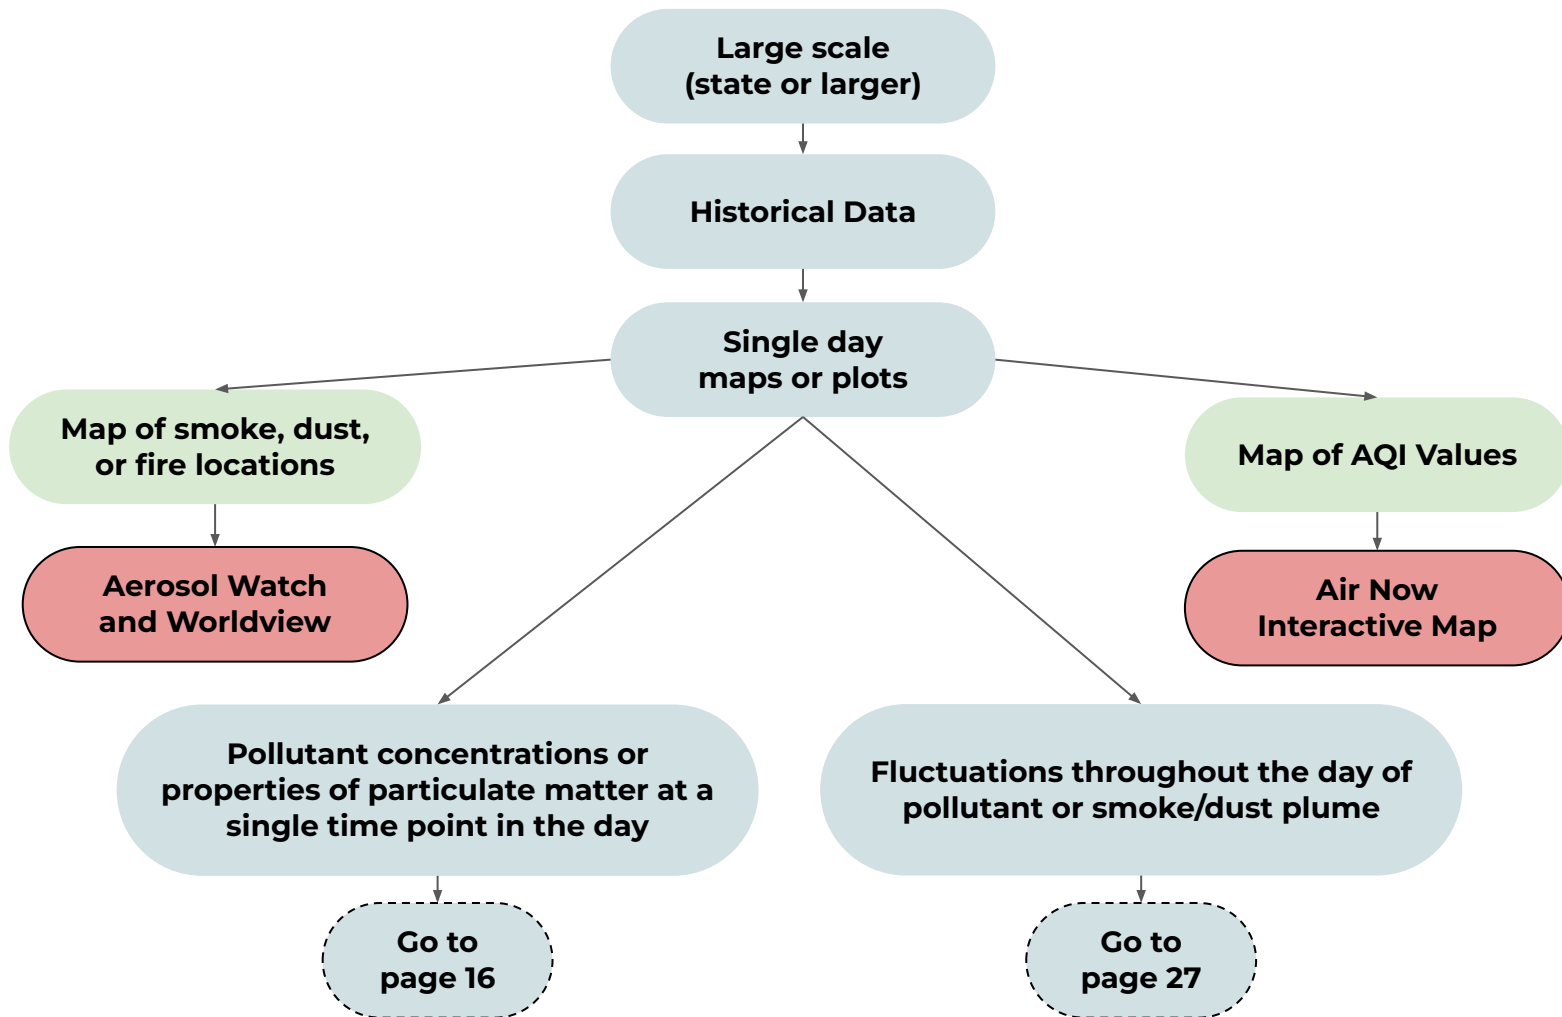 Large scale
(state or larger)
Historical Data
Single day
maps or plots
Map of smoke, dust,
or fire locations
Map of AQI Values
Aerosol Watch
and Worldview
Air Now
Interactive Map
Pollutant concentrations or
properties of particulate matter at a
single time point in the day
Fluctuations throughout the day of
pollutant or smoke/dust plume
Go to
page 16
Go to
page 27